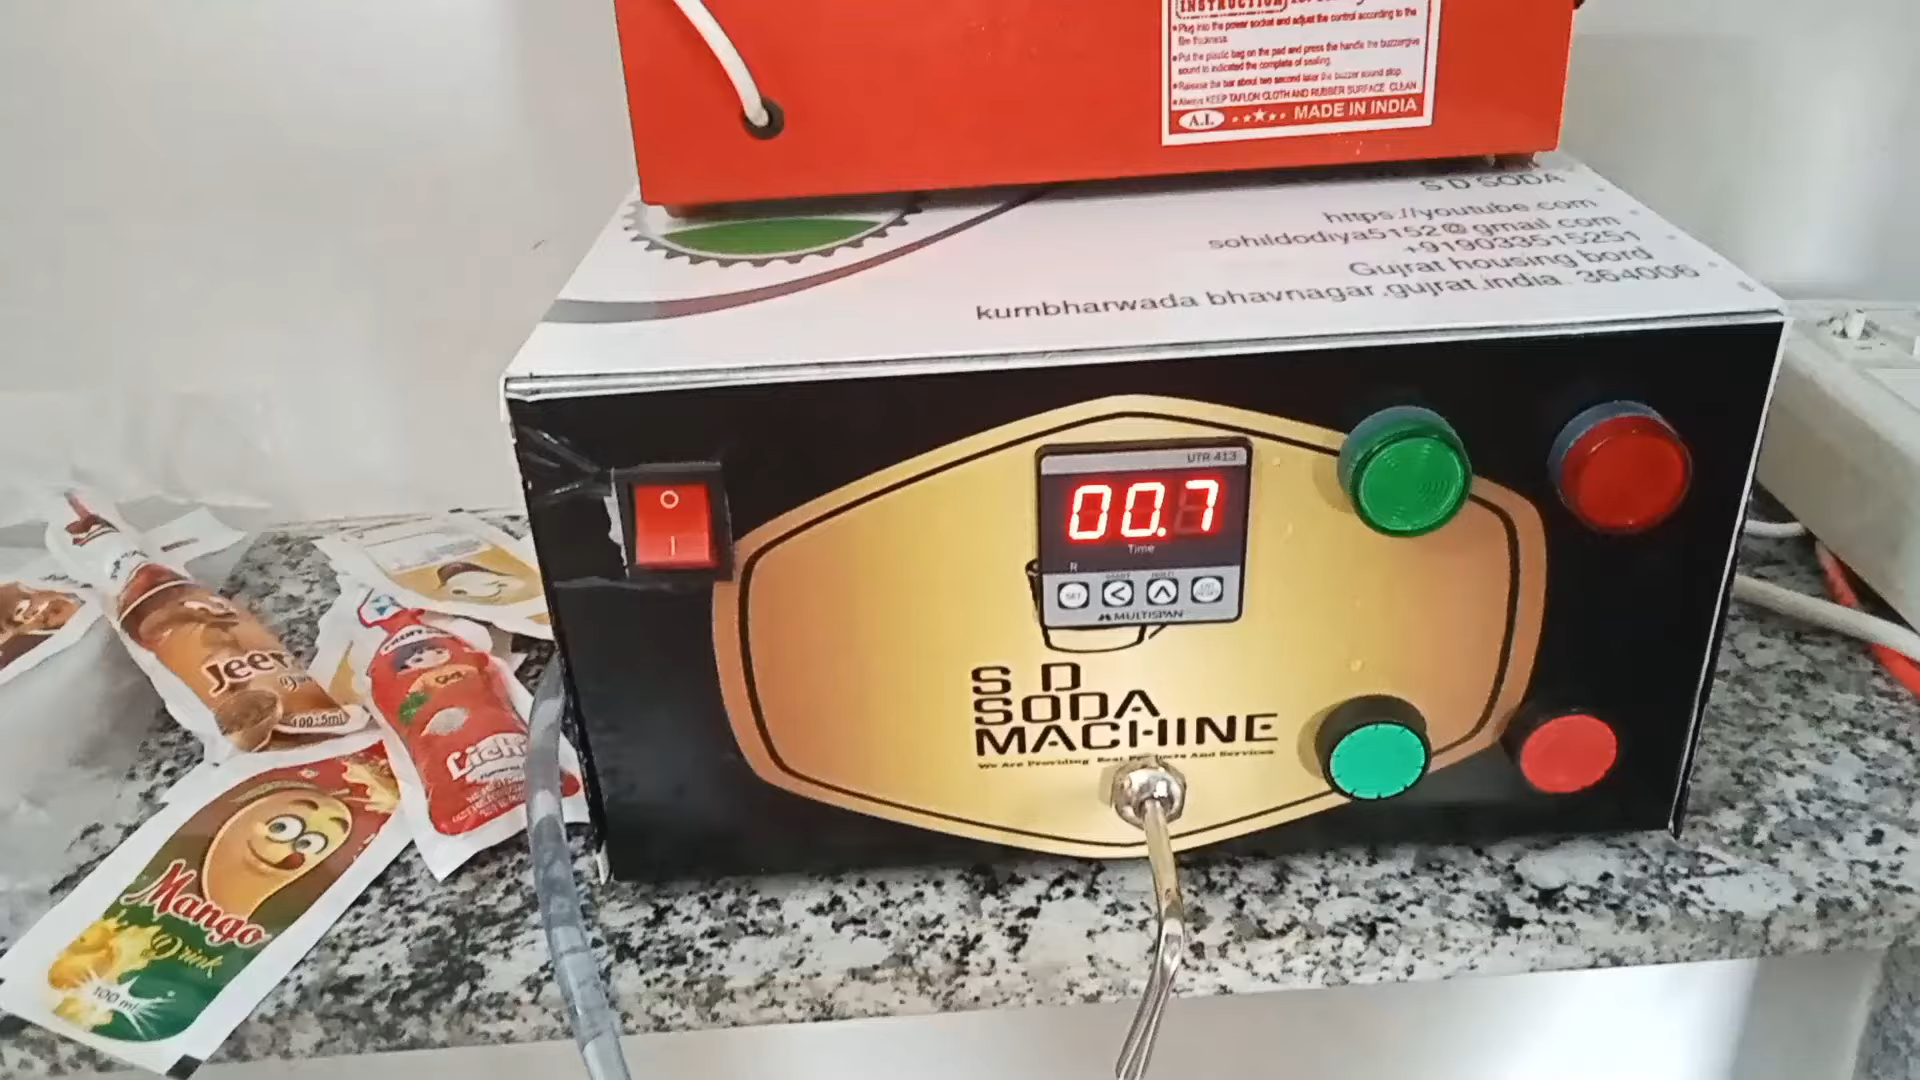 INSTRUCTION
• Plug into the power socket and adjust the control according to the
film thickness.
• Put the plastic bag on the pad and press the handle the buzzergive
sound to indicated the complete of sealing.
• Release the bar about two second later the buzzer sound stop.
• Always KEEP TAFLON CLOTH AND RUBBER SURFACE CLEAN
A.I. MADE IN INDIA
S D SODA
https://youtube.com
sohildodiya5152@gmail.com
+919033515251
Gujrat housing bord
kumbharwada bhavnagar.gujrat.india. 364006
UTR 413
00.7
Time
R
SET
MULTISPAN
S D
SODA
MACHINE
We Are Providing Best Products And Services
Jeer
100±5ml
Lich
Mango
Drink
100 ml